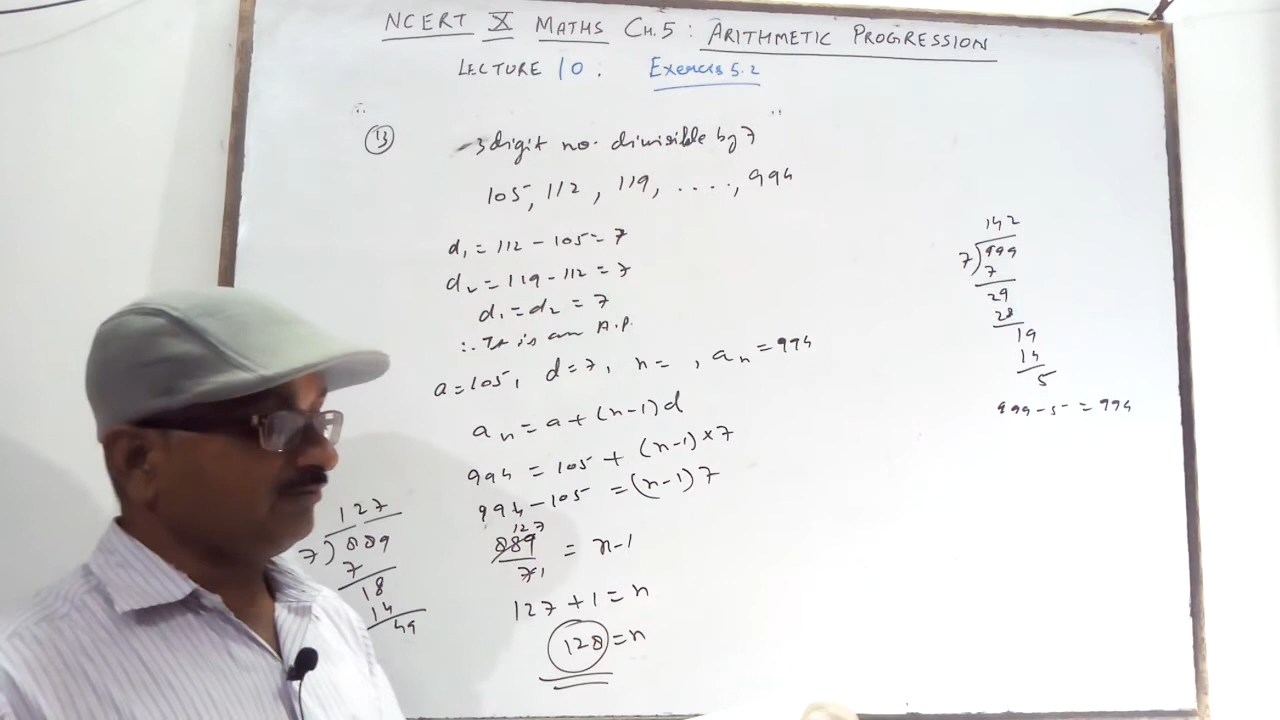 NCERT X MATHS CH.5 : ARITHMETIC PROGRESSION
LECTURE 10 : Exercis 5.2
(13) 3 digit no. divisible by 7
105, 112, 119, ...., 994
d₁ = 112 - 105 = 7
d₂ = 119 - 112 = 7
d₁ = d₂ = 7
∴ It is an A.P.
a = 105, d = 7, n = , aₙ = 994
aₙ = a + (n-1)d
994 = 105 + (n-1)×7
994 - 105 = (n-1)7
127
889
71
= n-1
127 + 1 = n
128 = n
127
7)889
7
18
14
49
142
7)999
7
29
28
19
14
5
999 - 5 = 994